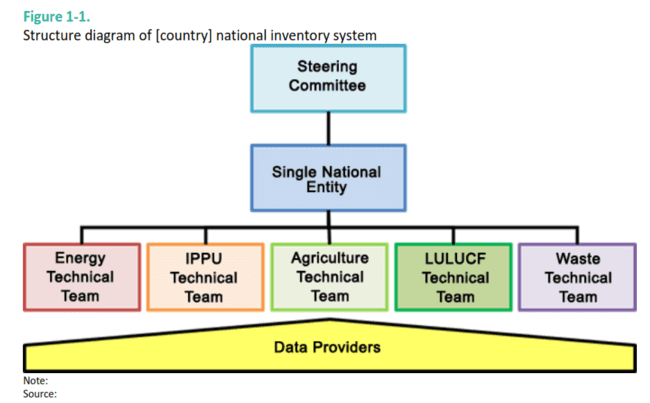 Figure 1-1.
Structure diagram of [country] national inventory system
Steering
Committee
Single National
Entity
Energy
Technical
Team
IPPU
Technical
Team
Agriculture
Technical
Team
LULUCF
Technical
Team
Waste
Technical
Team
Data Providers
Note:
Source: